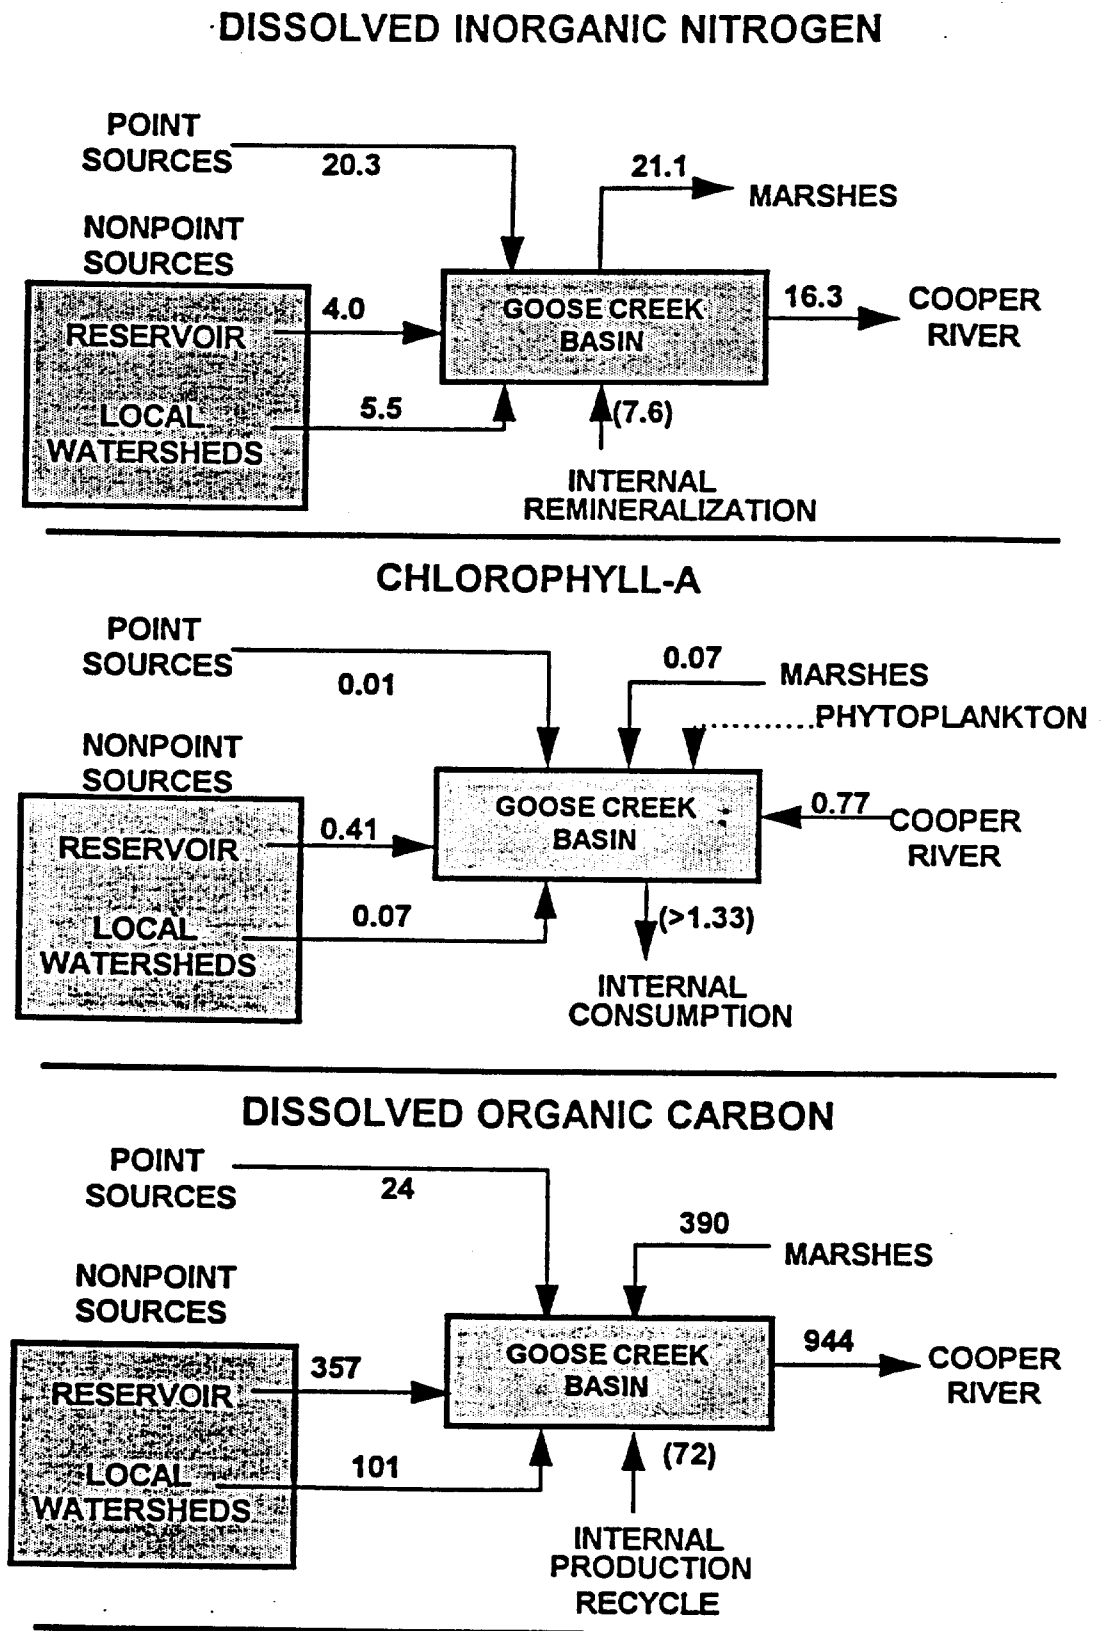 DISSOLVED INORGANIC NITROGEN
POINT
SOURCES
20.3
21.1
MARSHES
NONPOINT
SOURCES
RESERVOIR
4.0
GOOSE CREEK
BASIN
16.3
COOPER
RIVER
LOCAL
WATERSHEDS
5.5
(7.6)
INTERNAL
REMINERALIZATION
CHLOROPHYLL-A
POINT
SOURCES
0.01
0.07
MARSHES
PHYTOPLANKTON
NONPOINT
SOURCES
RESERVOIR
0.41
GOOSE CREEK
BASIN
0.77
COOPER
RIVER
LOCAL
WATERSHEDS
0.07
(>1.33)
INTERNAL
CONSUMPTION
DISSOLVED ORGANIC CARBON
POINT
SOURCES
24
390
MARSHES
NONPOINT
SOURCES
RESERVOIR
357
GOOSE CREEK
BASIN
944
COOPER
RIVER
LOCAL
WATERSHEDS
101
(72)
INTERNAL
PRODUCTION
RECYCLE